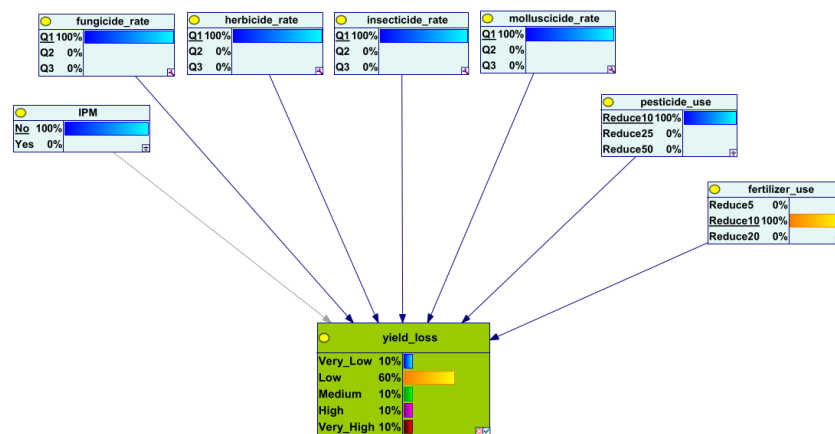 fungicide_rate
Q1 100%
Q2 0%
Q3 0%
herbicide_rate
Q1 100%
Q2 0%
Q3 0%
insecticide_rate
Q1 100%
Q2 0%
Q3 0%
molluscicide_rate
Q1 100%
Q2 0%
Q3 0%
IPM
No 100%
Yes 0%
pesticide_use
Reduce10 100%
Reduce25 0%
Reduce50 0%
fertilizer_use
Reduce5 0%
Reduce10 100%
Reduce20 0%
yield_loss
Very_Low 10%
Low 60%
Medium 10%
High 10%
Very_High 10%